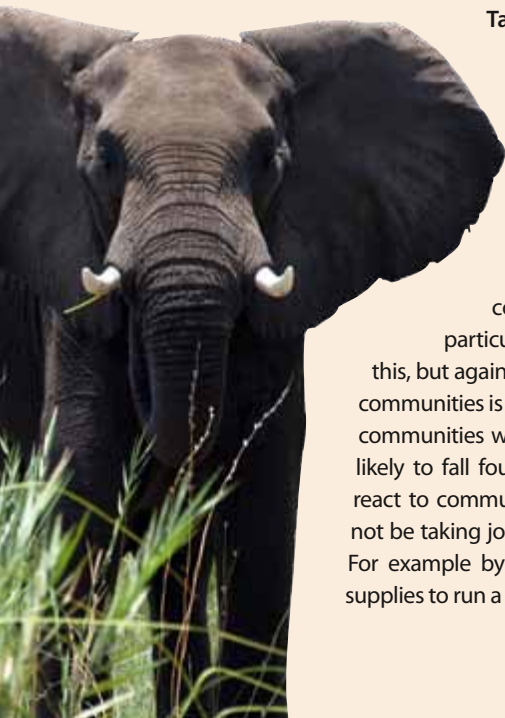 Ta
co
particu
this, but again
communities is
communities w
likely to fall fou
react to commu
not be taking jo
For example by
supplies to run a